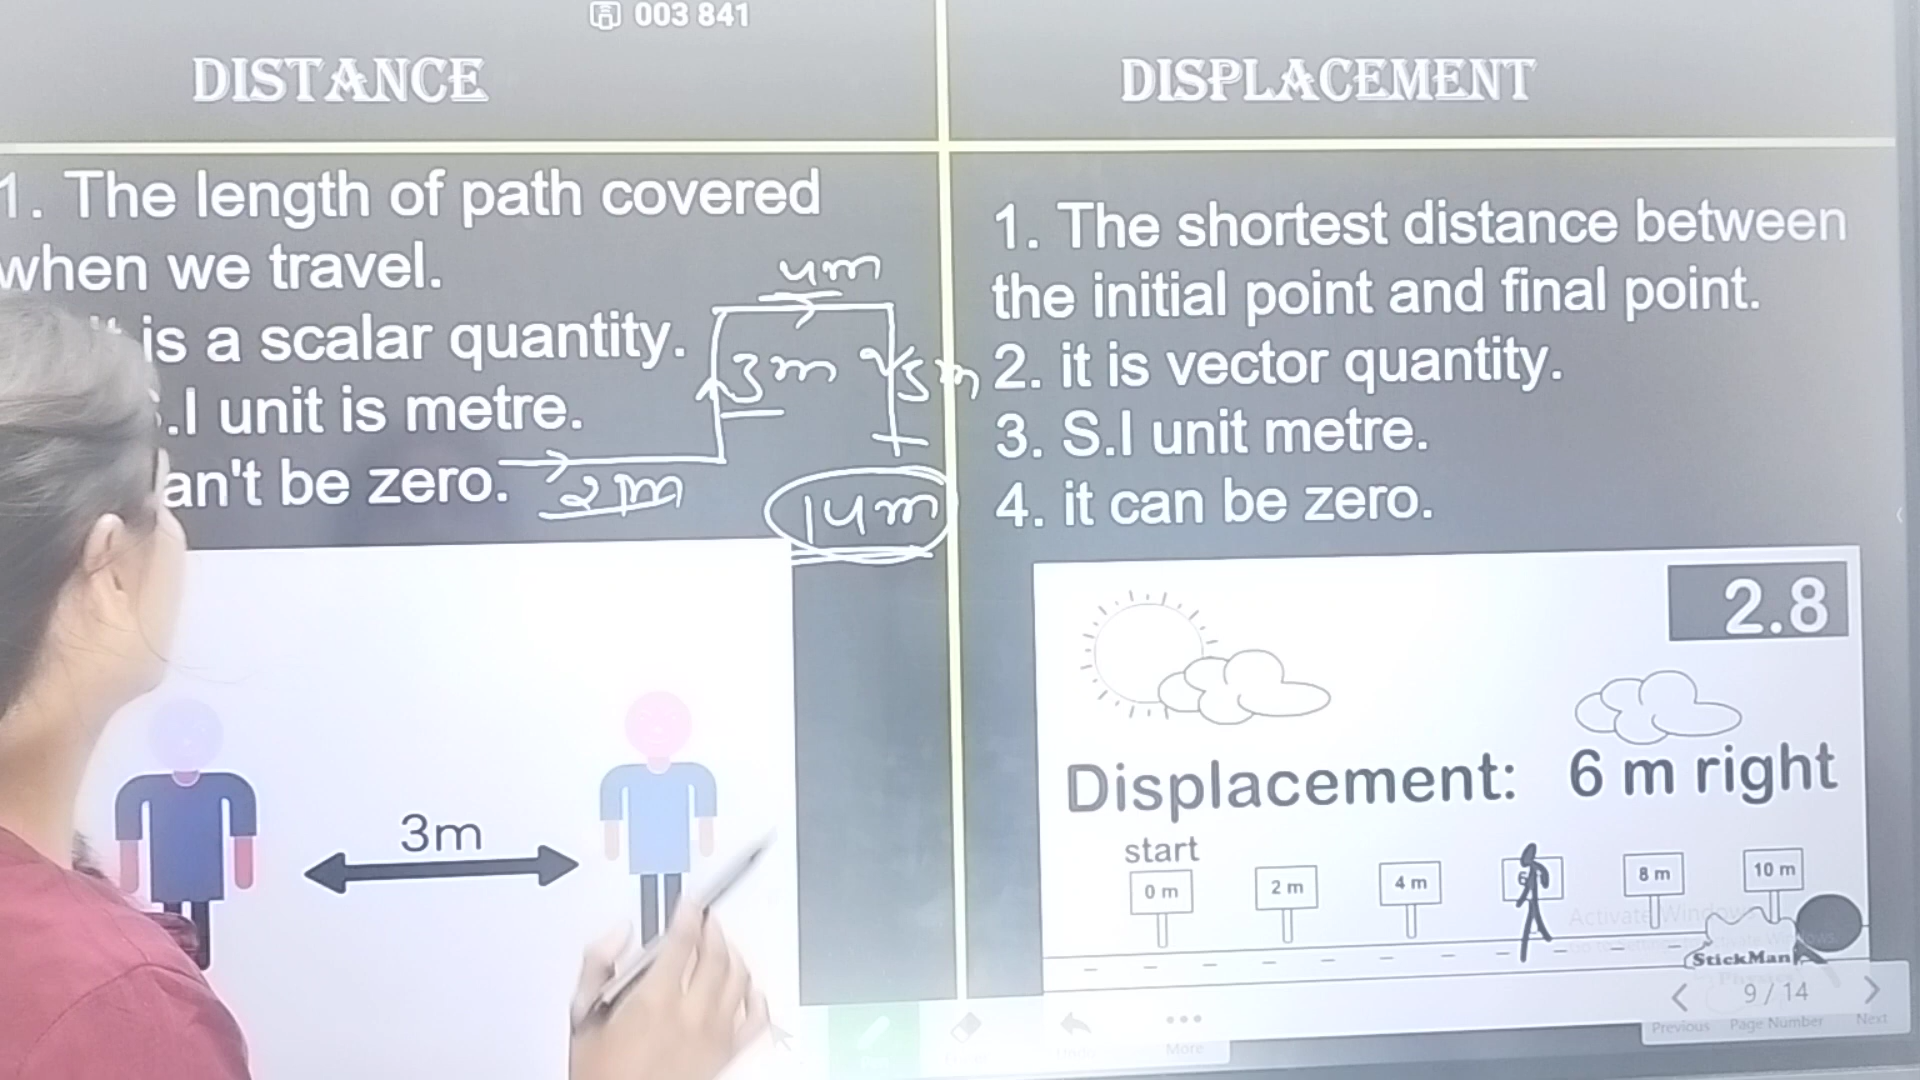 003 841
DISTANCE
DISPLACEMENT
1. The length of path covered
when we travel.
is a scalar quantity.
.I unit is metre.
an't be zero.
4m
3m
5m
2m
14m
1. The shortest distance between
the initial point and final point.
2. it is vector quantity.
3. S.I unit metre.
4. it can be zero.
3m
2.8
Displacement: 6 m right
start
0 m
2 m
4 m
8 m
10 m
Activate Windows
StickMan
9 / 14
Previous Page Number Next
More